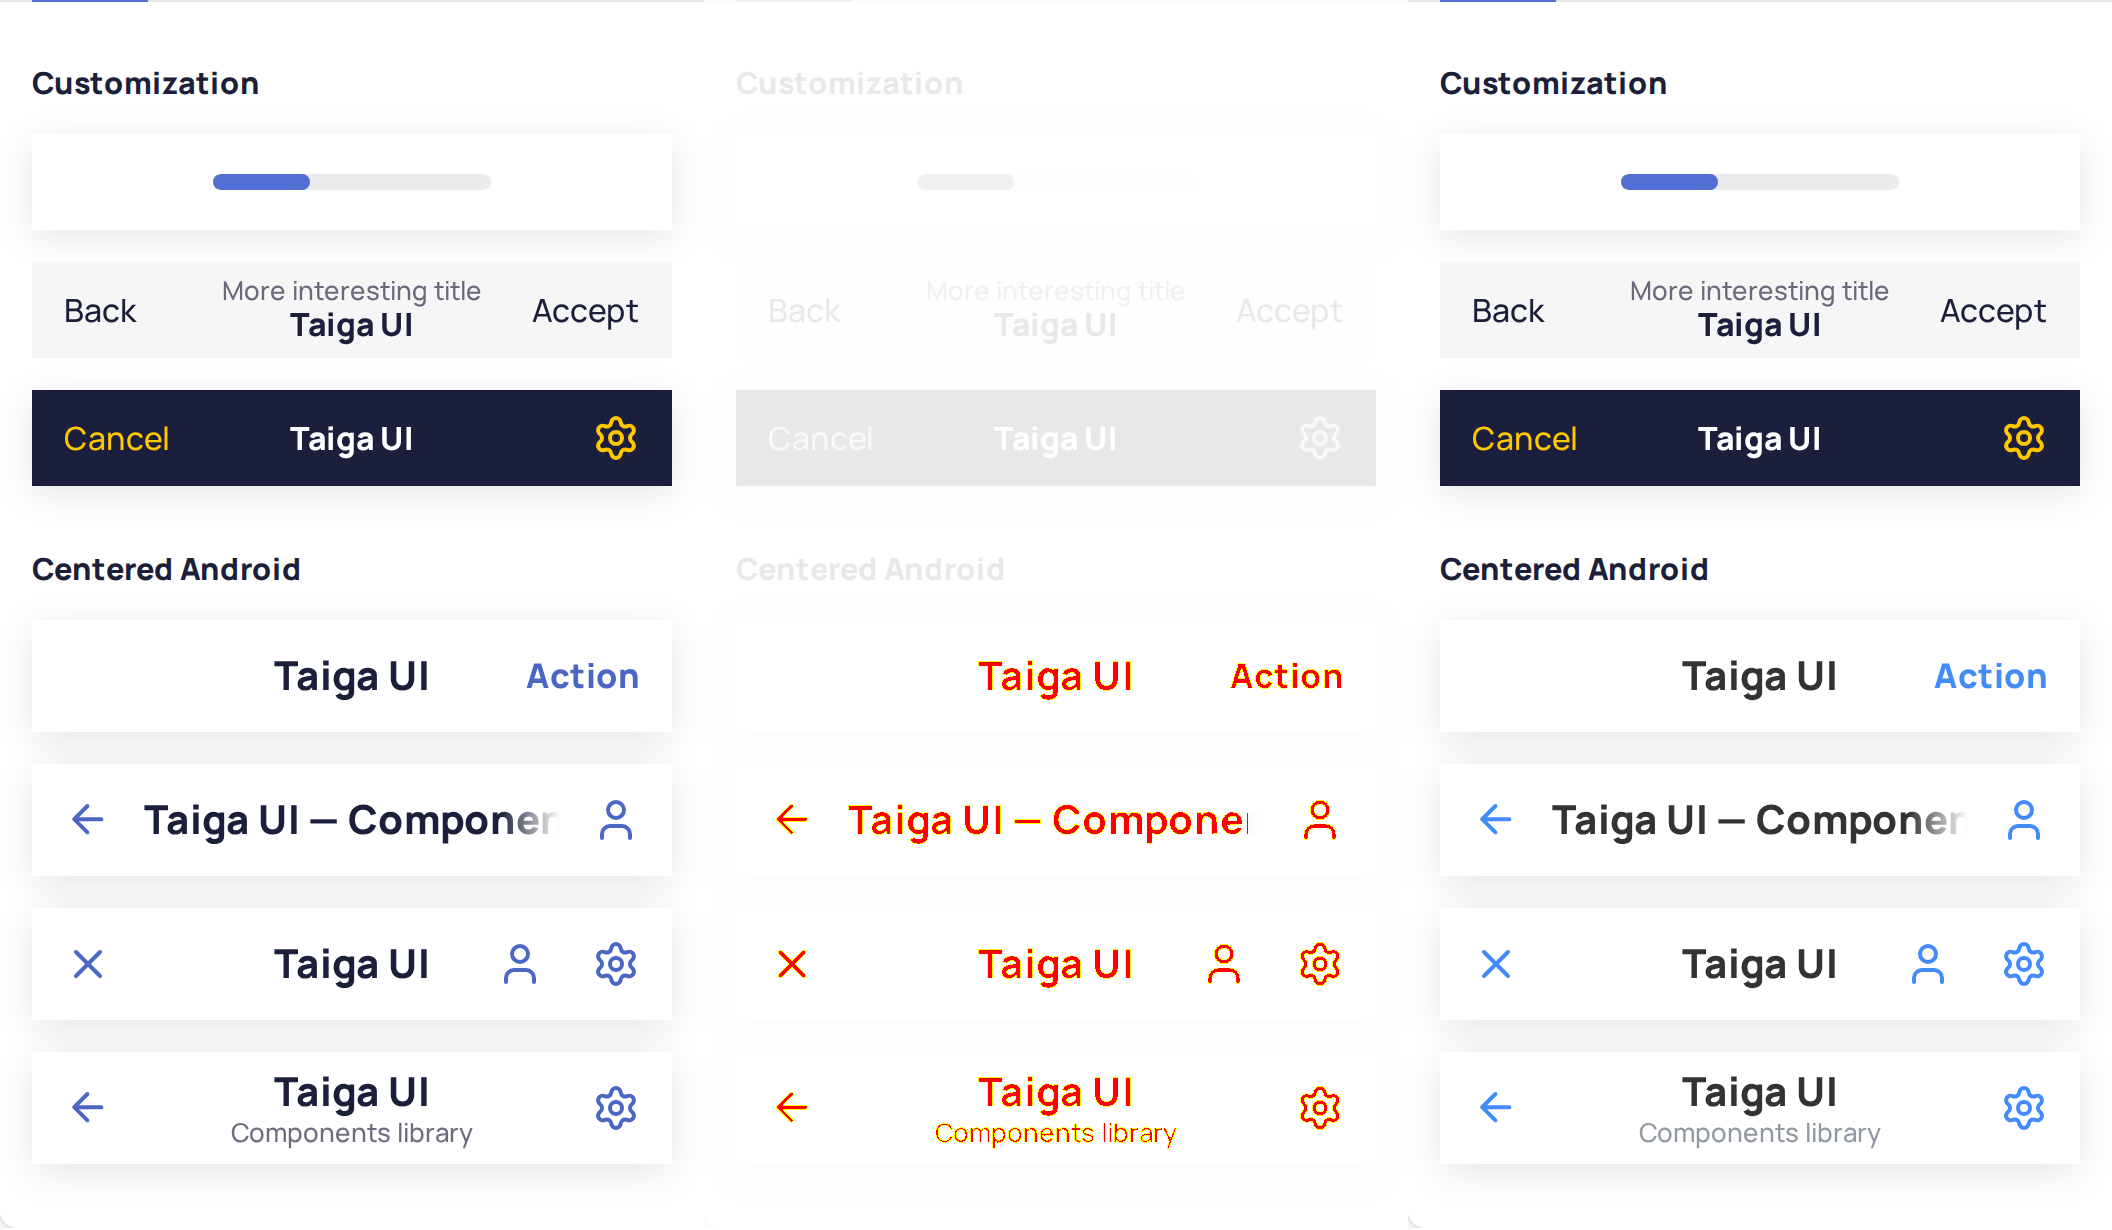 Customization
More interesting title
Back
Taiga UI
Accept
Cancel
Taiga UI
Centered Android
Taiga UI
Action
Taiga UI — Componen
Taiga UI
Taiga UI
Components library
Customization
More interesting title
Back
Taiga UI
Accept
Cancel
Taiga UI
Centered Android
Taiga UI
Action
Taiga UI — Compone
Taiga UI
Taiga UI
Components library
Customization
More interesting title
Back
Taiga UI
Accept
Cancel
Taiga UI
Centered Android
Taiga UI
Action
Taiga UI — Componen
Taiga UI
Taiga UI
Components library